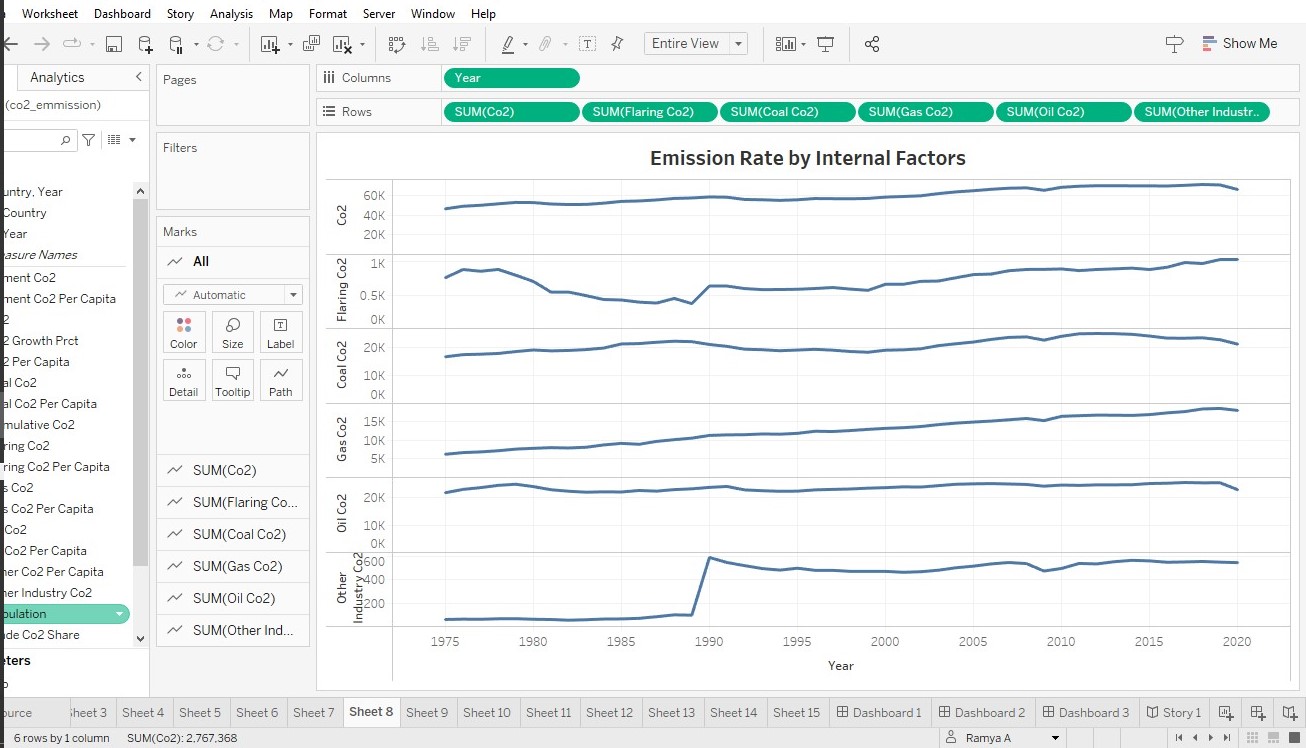 Worksheet Dashboard Story Analysis Map Format Server Window Help
Entire View
Show Me
Analytics
(co2_emmission)
untry, Year
Country
Year
easure Names
ment Co2
ment Co2 Per Capita
2
2 Growth Prct
2 Per Capita
al Co2
al Co2 Per Capita
mulative Co2
ring Co2
ring Co2 Per Capita
s Co2
s Co2 Per Capita
Co2
Co2 Per Capita
her Co2 Per Capita
her Industry Co2
pulation
ade Co2 Share
eters
Pages
Filters
Marks
All
Automatic
Color Size Label
Detail Tooltip Path
SUM(Co2)
SUM(Flaring Co...
SUM(Coal Co2)
SUM(Gas Co2)
SUM(Oil Co2)
SUM(Other Ind...
Columns
Year
Rows
SUM(Co2) SUM(Flaring Co2) SUM(Coal Co2) SUM(Gas Co2) SUM(Oil Co2) SUM(Other Industr..
Emission Rate by Internal Factors
Co2
60K
40K
20K
Flaring Co2
1K
0.5K
0K
Coal Co2
20K
10K
0K
Gas Co2
15K
10K
5K
Oil Co2
20K
10K
0K
Other
Industry Co2
600
400
200
1975 1980 1985 1990 1995 2000 2005 2010 2015 2020
Year
ource Sheet 3 Sheet 4 Sheet 5 Sheet 6 Sheet 7 Sheet 8 Sheet 9 Sheet 10 Sheet 11 Sheet 12 Sheet 13 Sheet 14 Sheet 15 Dashboard 1 Dashboard 2 Dashboard 3 Story 1
6 rows by 1 column SUM(Co2): 2,767,368 Ramya A